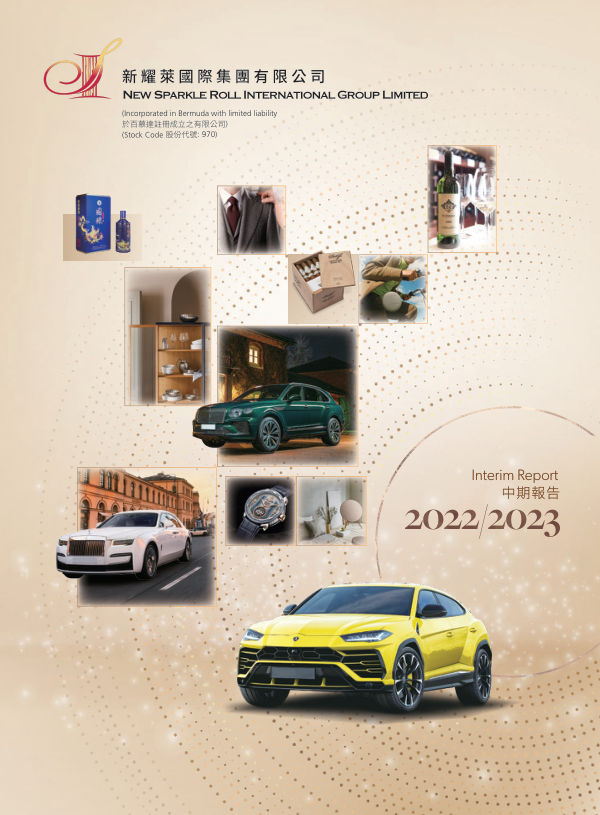 新耀萊國際集團有限公司
NEW SPARKLE ROLL INTERNATIONAL GROUP LIMITED
(Incorporated in Bermuda with limited liability
於百慕達註冊成立之有限公司)
(Stock Code 股份代號: 970)
Interim Report
中期報告
2022/2023